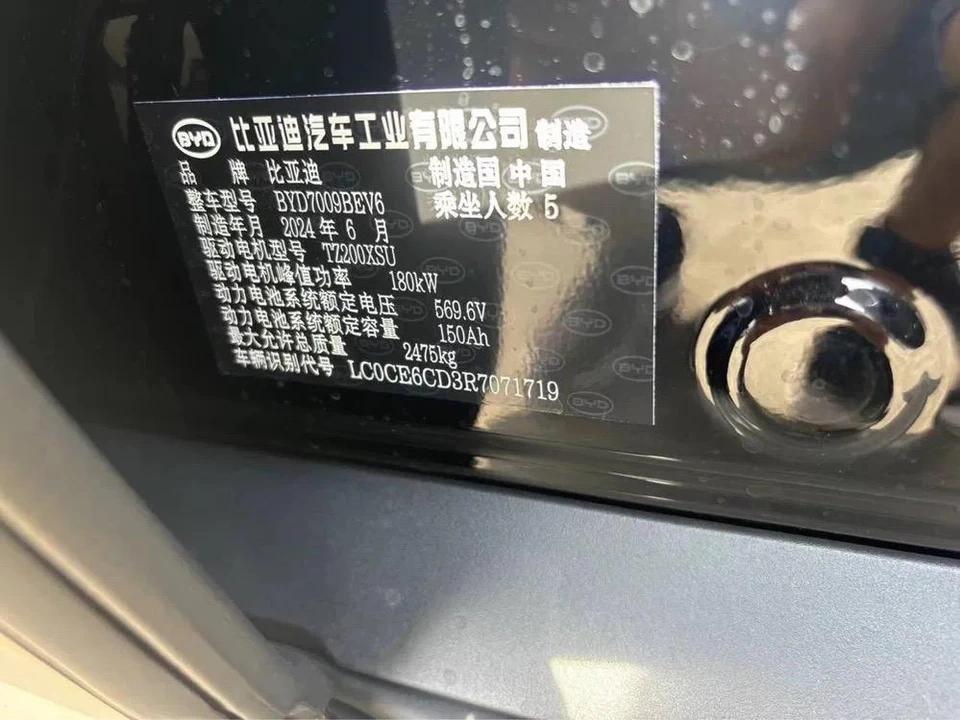 BYD 比亚迪汽车工业有限公司 制造
品 牌 比亚迪 制造国 中国
整车型号 BYD7009BEV6 乘坐人数 5
制造年月 2024 年 6 月
驱动电机型号 TZ200XSU
驱动电机峰值功率 180kW
动力电池系统额定电压 569.6V
动力电池系统额定容量 150Ah
最大允许总质量 2475kg
车辆识别代号 LC0CE6CD3R7071719